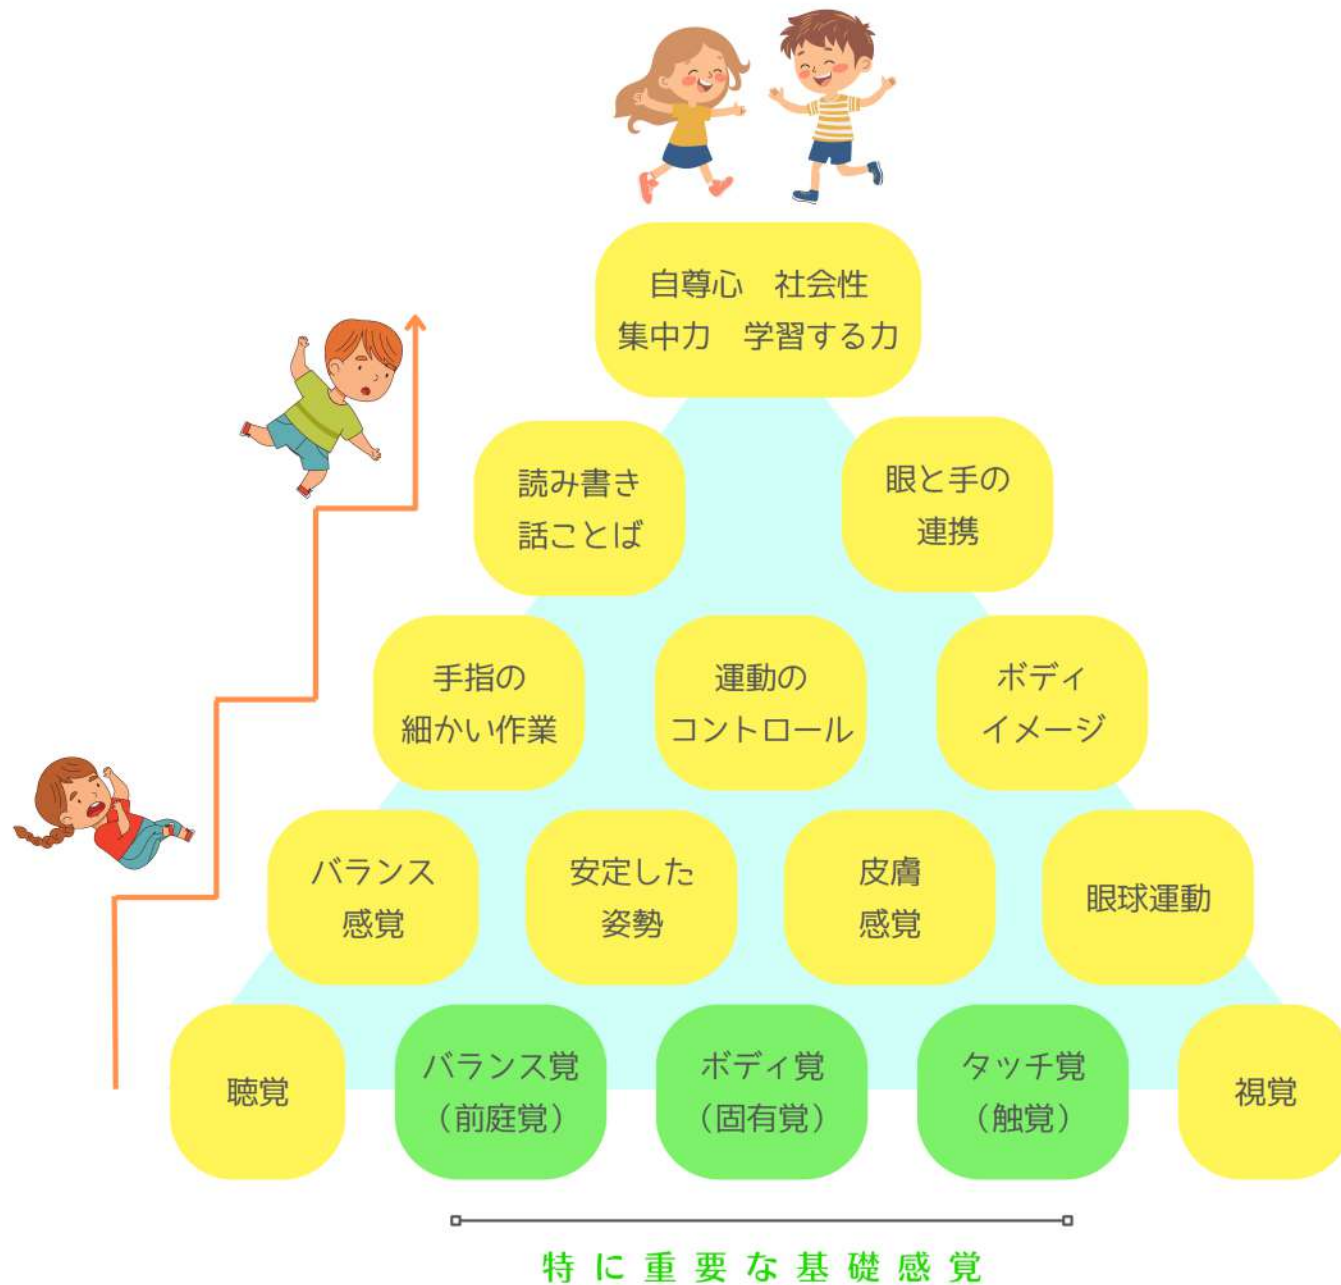 自尊心 社会性
集中力 学習する力
読み書き
話ことば
眼と手の
連携
手指の
細かい作業
運動の
コントロール
ボディ
イメージ
バランス
感覚
安定した
姿勢
皮膚
感覚
眼球運動
聴覚
バランス覚
（前庭覚）
ボディ覚
（固有覚）
タッチ覚
（触覚）
視覚
特に重要な基礎感覚